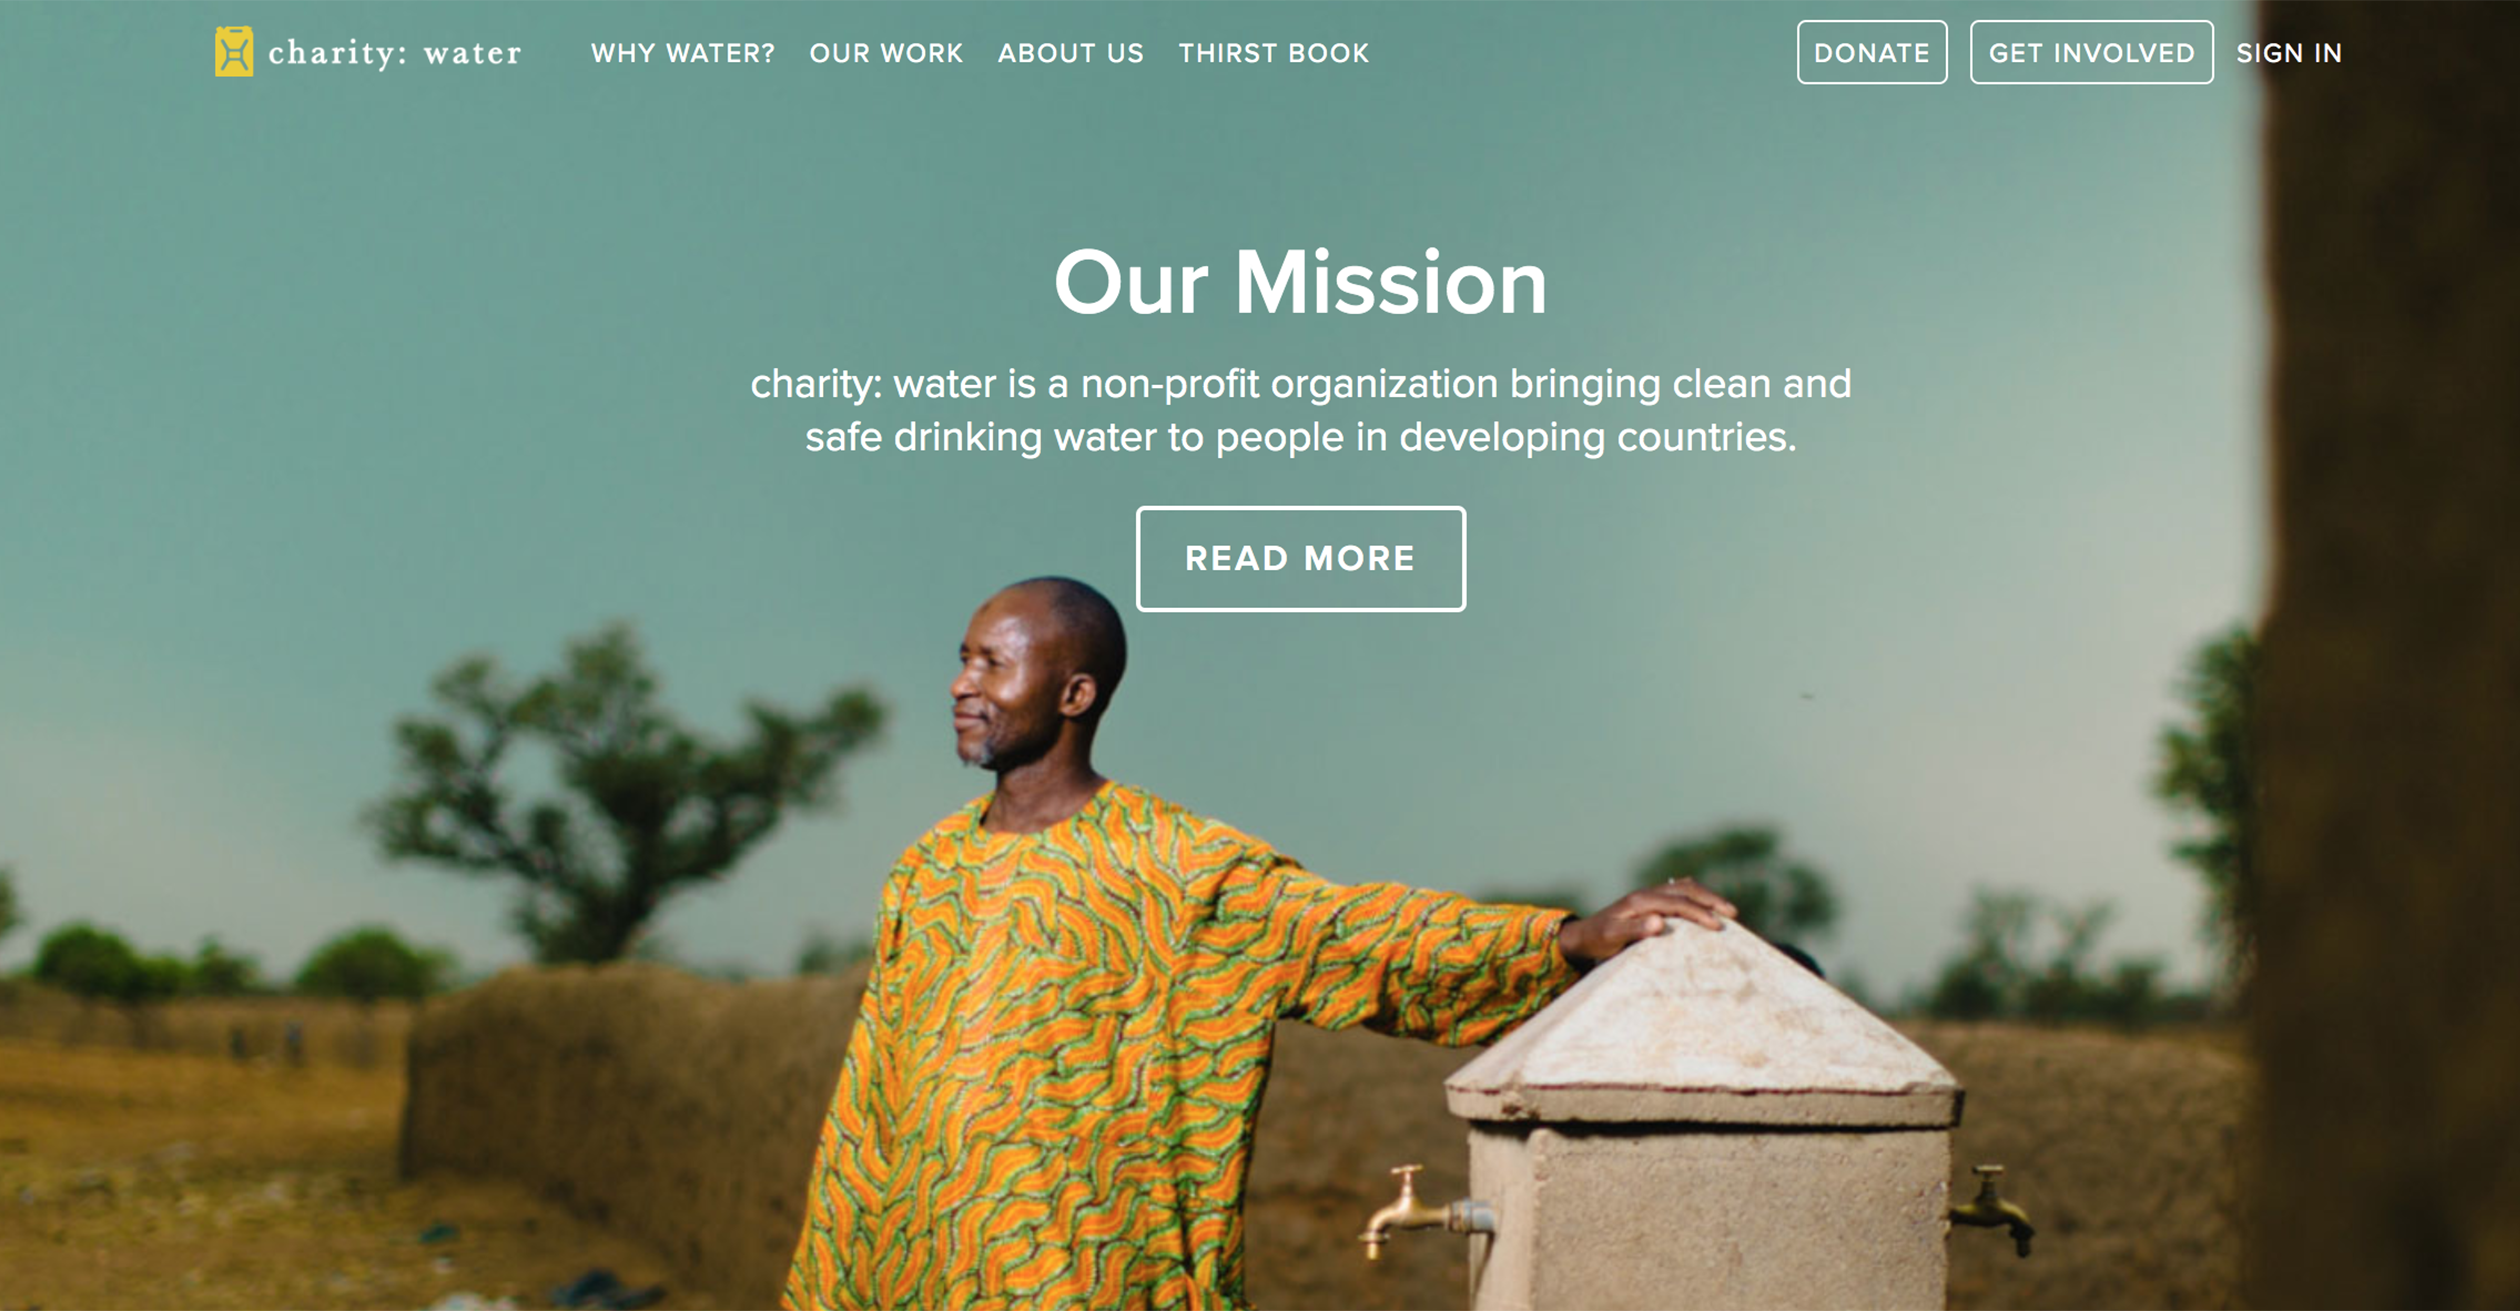 charity: water
WHY WATER? OUR WORK ABOUT US THIRST BOOK
DONATE GET INVOLVED SIGN IN
Our Mission
charity: water is a non-profit organization bringing clean and
safe drinking water to people in developing countries.
READ MORE